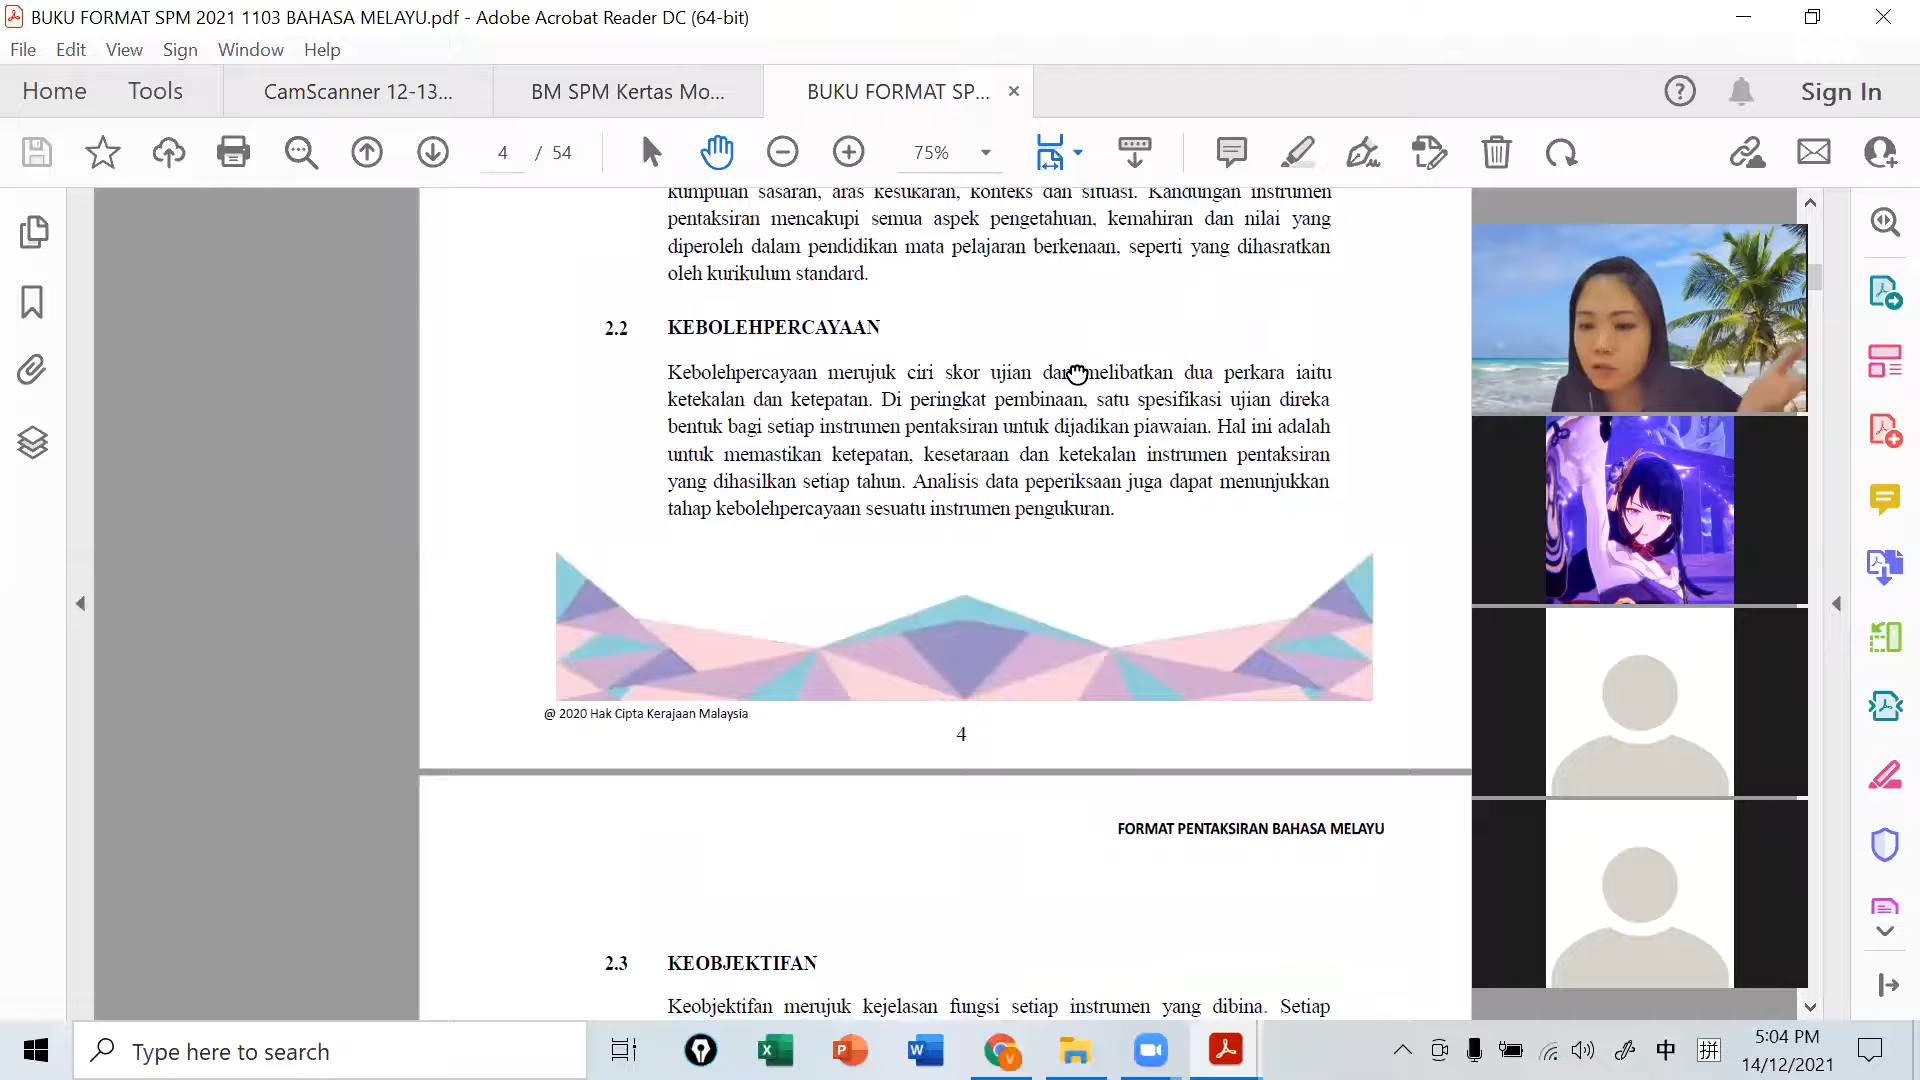 BUKU FORMAT SPM 2021 1103 BAHASA MELAYU.pdf - Adobe Acrobat Reader DC (64-bit)
File Edit View Sign Window Help
Home Tools CamScanner 12-13... BM SPM Kertas Mo... BUKU FORMAT SP... Sign In
4 / 54 75%
kumpulan sasaran, aras kesukaran, konteks dan situasi. Kandungan instrumen
pentaksiran mencakupi semua aspek pengetahuan, kemahiran dan nilai yang
diperoleh dalam pendidikan mata pelajaran berkenaan, seperti yang dihasratkan
oleh kurikulum standard.
2.2 KEBOLEHPERCAYAAN
Kebolehpercayaan merujuk ciri skor ujian dan melibatkan dua perkara iaitu
ketekalan dan ketepatan. Di peringkat pembinaan, satu spesifikasi ujian direka
bentuk bagi setiap instrumen pentaksiran untuk dijadikan piawaian. Hal ini adalah
untuk memastikan ketepatan, kesetaraan dan ketekalan instrumen pentaksiran
yang dihasilkan setiap tahun. Analisis data peperiksaan juga dapat menunjukkan
tahap kebolehpercayaan sesuatu instrumen pengukuran.
@ 2020 Hak Cipta Kerajaan Malaysia
4
FORMAT PENTAKSIRAN BAHASA MELAYU
2.3 KEOBJEKTIFAN
Keobjektifan merujuk kejelasan fungsi setiap instrumen yang dibina. Setiap
Type here to search
中 拼 5:04 PM
14/12/2021